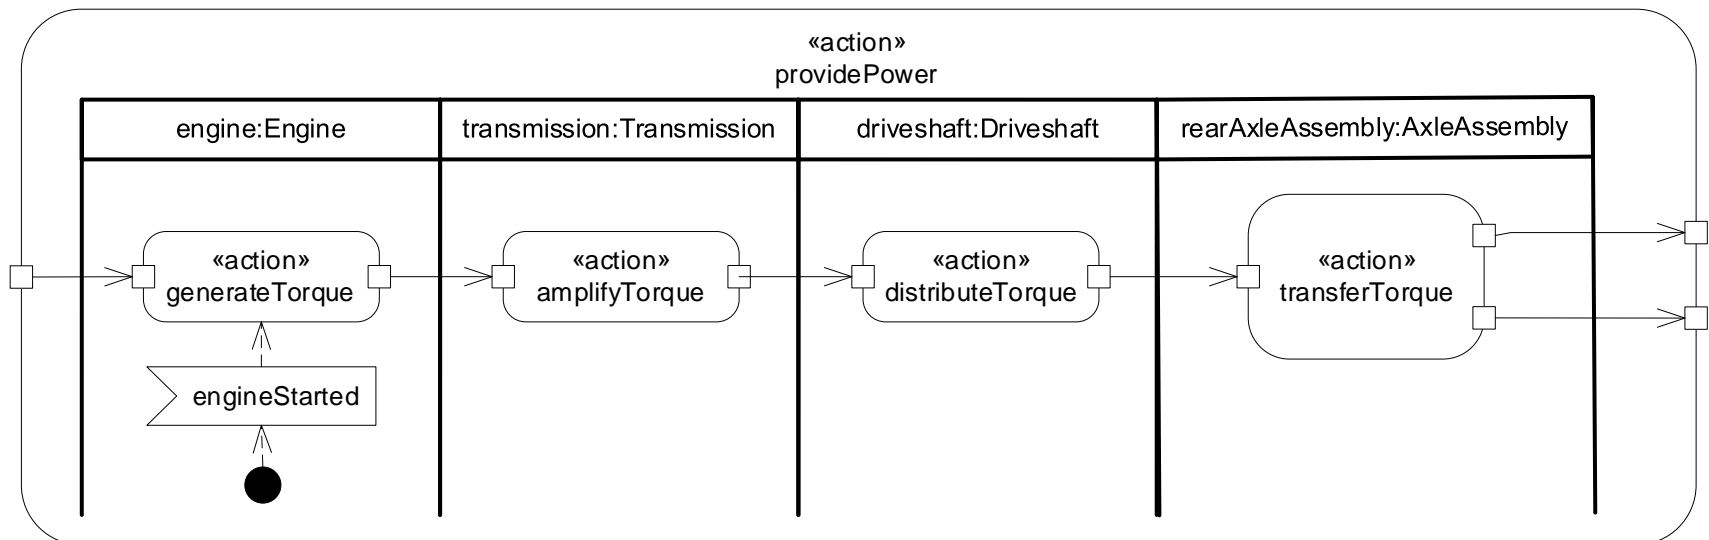 «action»
providePower
engine:Engine
transmission:Transmission
driveshaft:Driveshaft
rearAxleAssembly:AxleAssembly
«action»
generateTorque
«action»
amplifyTorque
«action»
distributeTorque
«action»
transferTorque
engineStarted